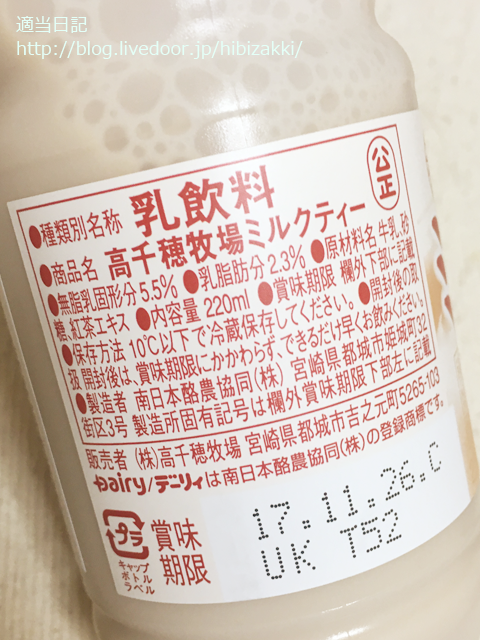 適当日記
http://blog.livedoor.jp/hibizakki/
公正
●種類別名称 乳飲料
●商品名 高千穂牧場ミルクティー
●無脂乳固形分5.5% ●乳脂肪分2.3% ●原材料名 牛乳、砂
糖、紅茶エキス ●内容量 220ml ●賞味期限 欄外下部に記載
●保存方法 10℃以下で冷蔵保存してください。●開封後の取
扱 開封後は、賞味期限にかかわらず、できるだけ早くお飲みください。
●製造者 南日本酪農協同(株) 宮崎県都城市姫城町32
街区3号 製造所固有記号は欄外賞味期限下部左に記載
販売者 (株)高千穂牧場 宮崎県都城市吉之元町5265-103
Dairy/デーリィは南日本酪農協同(株)の登録商標です。
プラ
キャップ
ボトル
ラベル
賞味
期限
17.11.26.C
UK T52